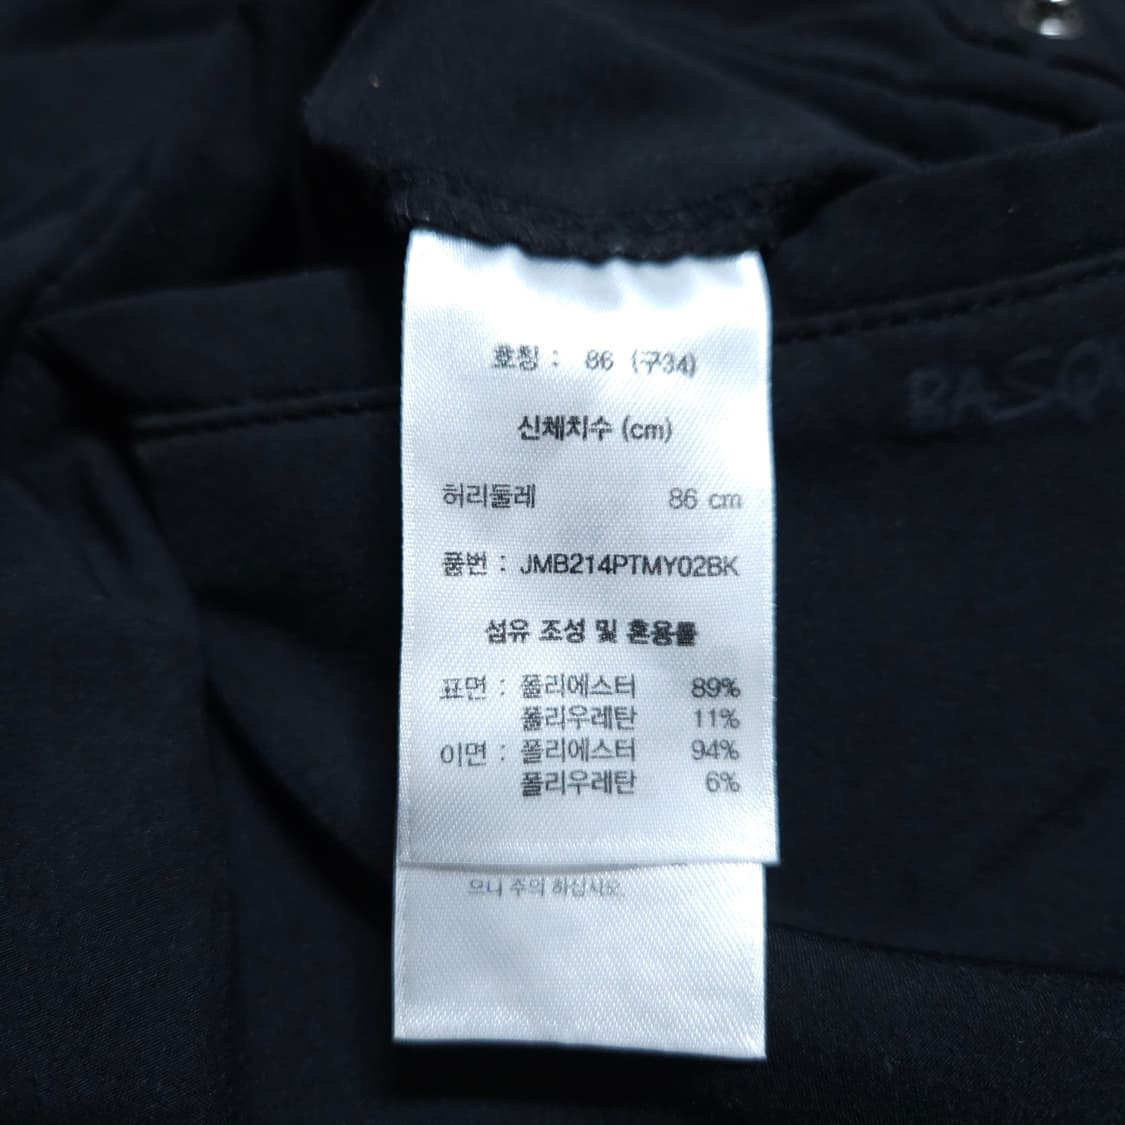 호칭 : 86 (구34)
BASQ
신체치수 (cm)
허리둘레 86 cm
품번 : JMB214PTMY02BK
섬유 조성 및 혼용률
표면 : 폴리에스터 89%
폴리우레탄 11%
이면 : 폴리에스터 94%
폴리우레탄 6%
으니 주의 하십시오.